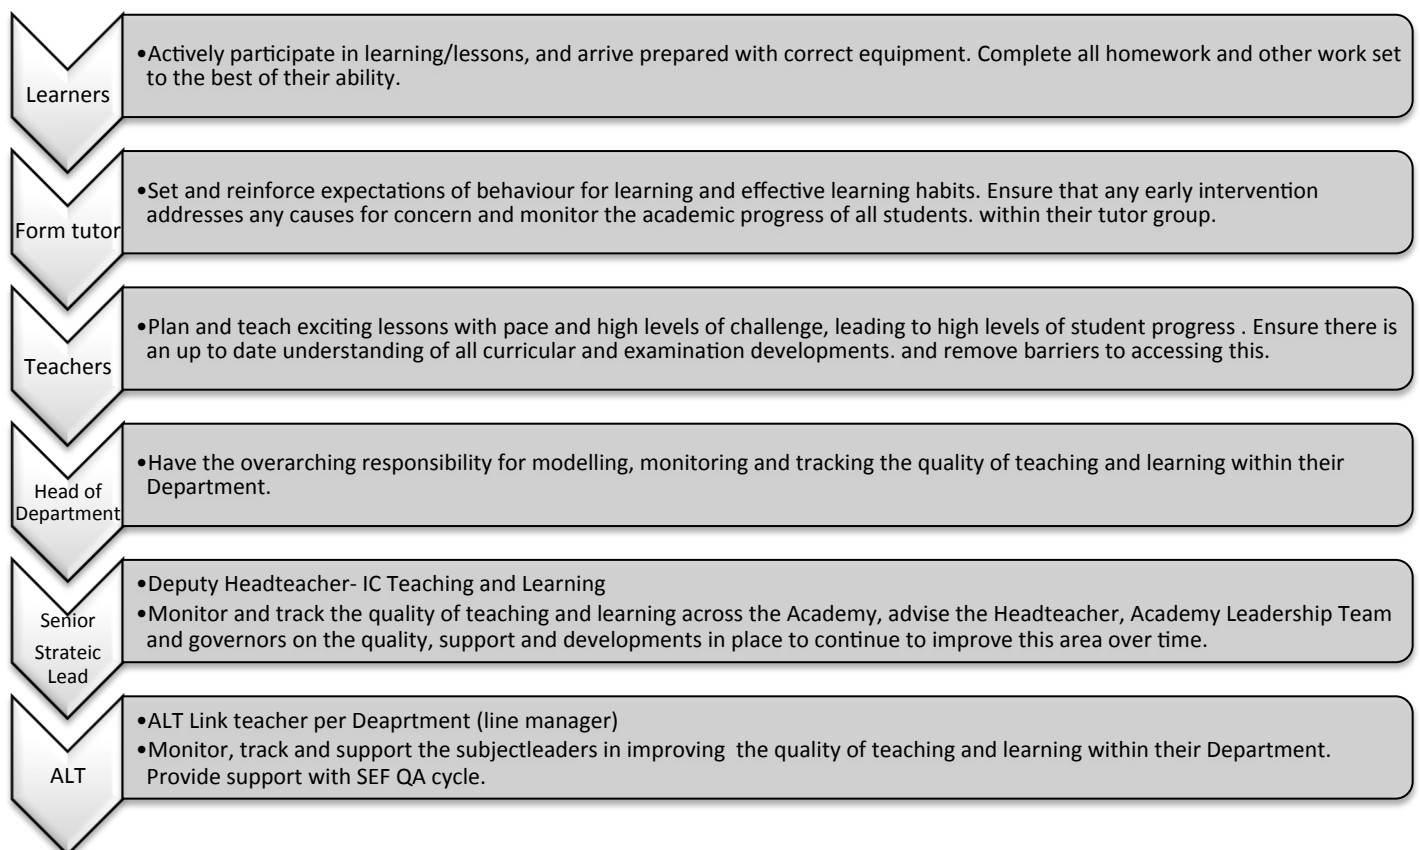 Learners
•Actively participate in learning/lessons, and arrive prepared with correct equipment. Complete all homework and other work set
to the best of their ability.
Form tutor
•Set and reinforce expectations of behaviour for learning and effective learning habits. Ensure that any early intervention
addresses any causes for concern and monitor the academic progress of all students. within their tutor group.
Teachers
•Plan and teach exciting lessons with pace and high levels of challenge, leading to high levels of student progress . Ensure there is
an up to date understanding of all curricular and examination developments. and remove barriers to accessing this.
Head of
Department
•Have the overarching responsibility for modelling, monitoring and tracking the quality of teaching and learning within their
Department.
Senior
Strateic
Lead
•Deputy Headteacher- IC Teaching and Learning
•Monitor and track the quality of teaching and learning across the Academy, advise the Headteacher, Academy Leadership Team
and governors on the quality, support and developments in place to continue to improve this area over time.
ALT
•ALT Link teacher per Deaprtment (line manager)
•Monitor, track and support the subjectleaders in improving  the quality of teaching and learning within their Department.
Provide support with SEF QA cycle.